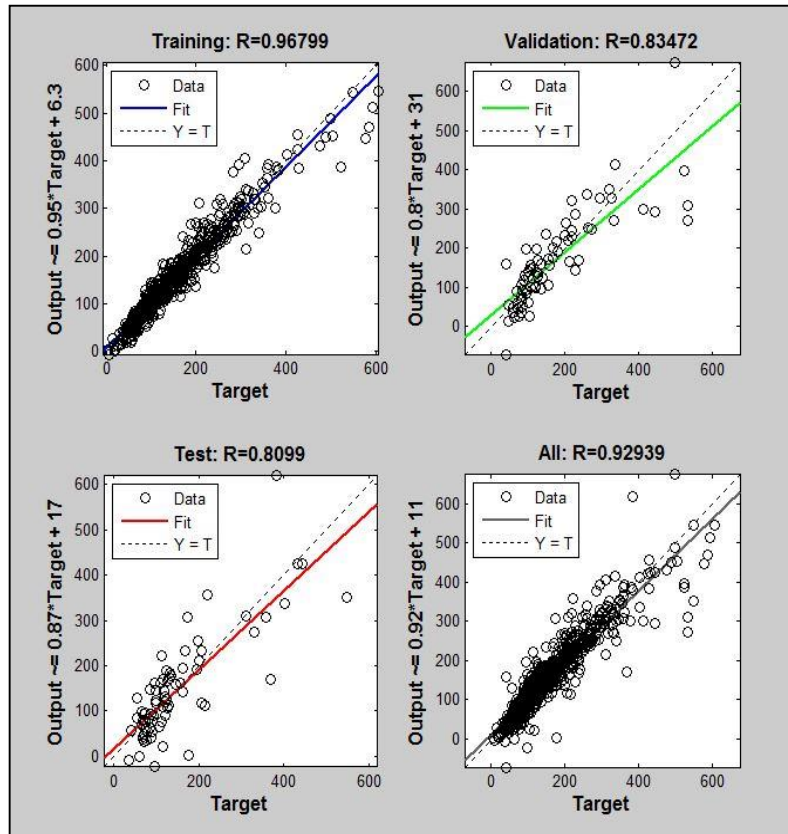 Training: R=0.96799
Output ~= 0.95*Target + 6.3
600
500
400
300
200
100
0
Data
Fit
Y = T
0
200
400
600
Target
Validation: R=0.83472
Output ~= 0.8*Target + 31
600
500
400
300
200
100
0
Data
Fit
Y = T
0
200
400
600
Target
Test: R=0.8099
Output ~= 0.87*Target + 17
600
500
400
300
200
100
0
Data
Fit
Y = T
0
200
400
600
Target
All: R=0.92939
Output ~= 0.92*Target + 11
600
500
400
300
200
100
0
Data
Fit
Y = T
0
200
400
600
Target